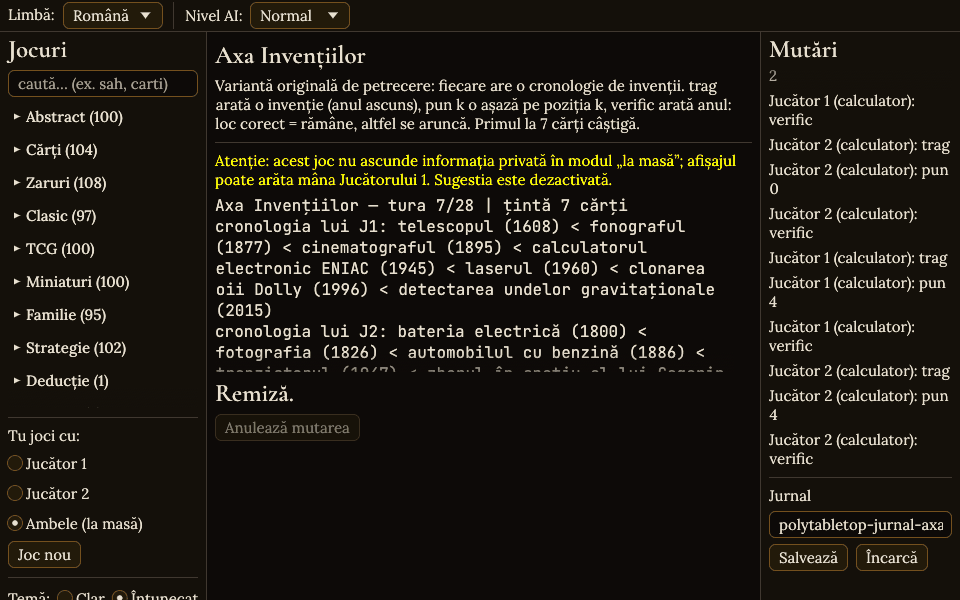 Limbă: Română ▼ Nivel AI: Normal ▼
Jocuri
caută... (ex. sah, carti)
▸ Abstract (100)
▸ Cărți (104)
▸ Zaruri (108)
▸ Clasic (97)
▸ TCG (100)
▸ Miniaturi (100)
▸ Familie (95)
▸ Strategie (102)
▸ Deducție (1)
Tu joci cu:
Jucător 1
Jucător 2
Ambele (la masă)
Joc nou
Temă: Clar Întunecat
Axa Invențiilor
Variantă originală de petrecere: fiecare are o cronologie de invenții. trag
arată o invenție (anul ascuns), pun k o așază pe poziția k, verific arată anul:
loc corect = rămâne, altfel se aruncă. Primul la 7 cărți câștigă.
Atenție: acest joc nu ascunde informația privată în modul „la masă”; afișajul
poate arăta mâna Jucătorului 1. Sugestia este dezactivată.
Axa Invențiilor — tura 7/28 | țintă 7 cărți
cronologia lui J1: telescopul (1608) < fonograful
(1877) < cinematograful (1895) < calculatorul
electronic ENIAC (1945) < laserul (1960) < clonarea
oii Dolly (1996) < detectarea undelor gravitaționale
(2015)
cronologia lui J2: bateria electrică (1800) <
fotografia (1826) < automobilul cu benzină (1886) <
Remiză.
Anulează mutarea
Mutări
2
Jucător 1 (calculator):
verific
Jucător 2 (calculator): trag
Jucător 2 (calculator): pun
0
Jucător 2 (calculator):
verific
Jucător 1 (calculator): trag
Jucător 1 (calculator): pun
4
Jucător 1 (calculator):
verific
Jucător 2 (calculator): trag
Jucător 2 (calculator): pun
4
Jucător 2 (calculator):
verific
Jurnal
polytabletop-jurnal-axa
Salvează Încarcă